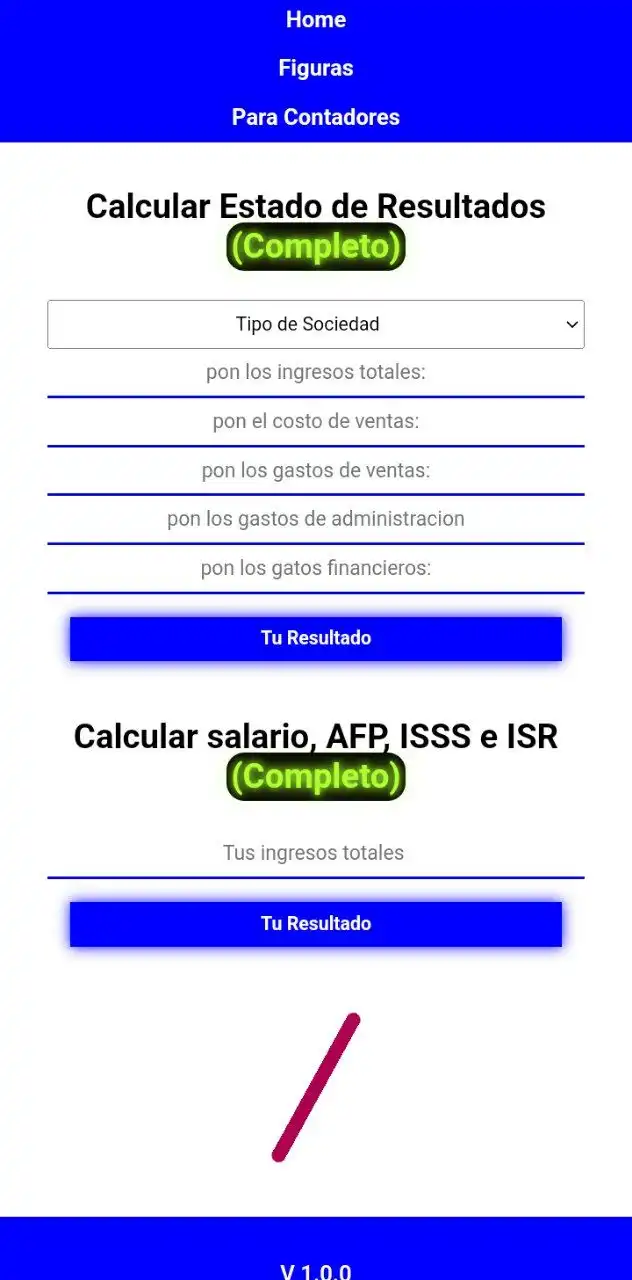 Home
Figuras
Para Contadores
Calcular Estado de Resultados
(Completo)
Tipo de Sociedad
pon los ingresos totales:
pon el costo de ventas:
pon los gastos de ventas:
pon los gastos de administracion
pon los gatos financieros:
Tu Resultado
Calcular salario, AFP, ISSS e ISR
(Completo)
Tus ingresos totales
Tu Resultado
V 1.0.0